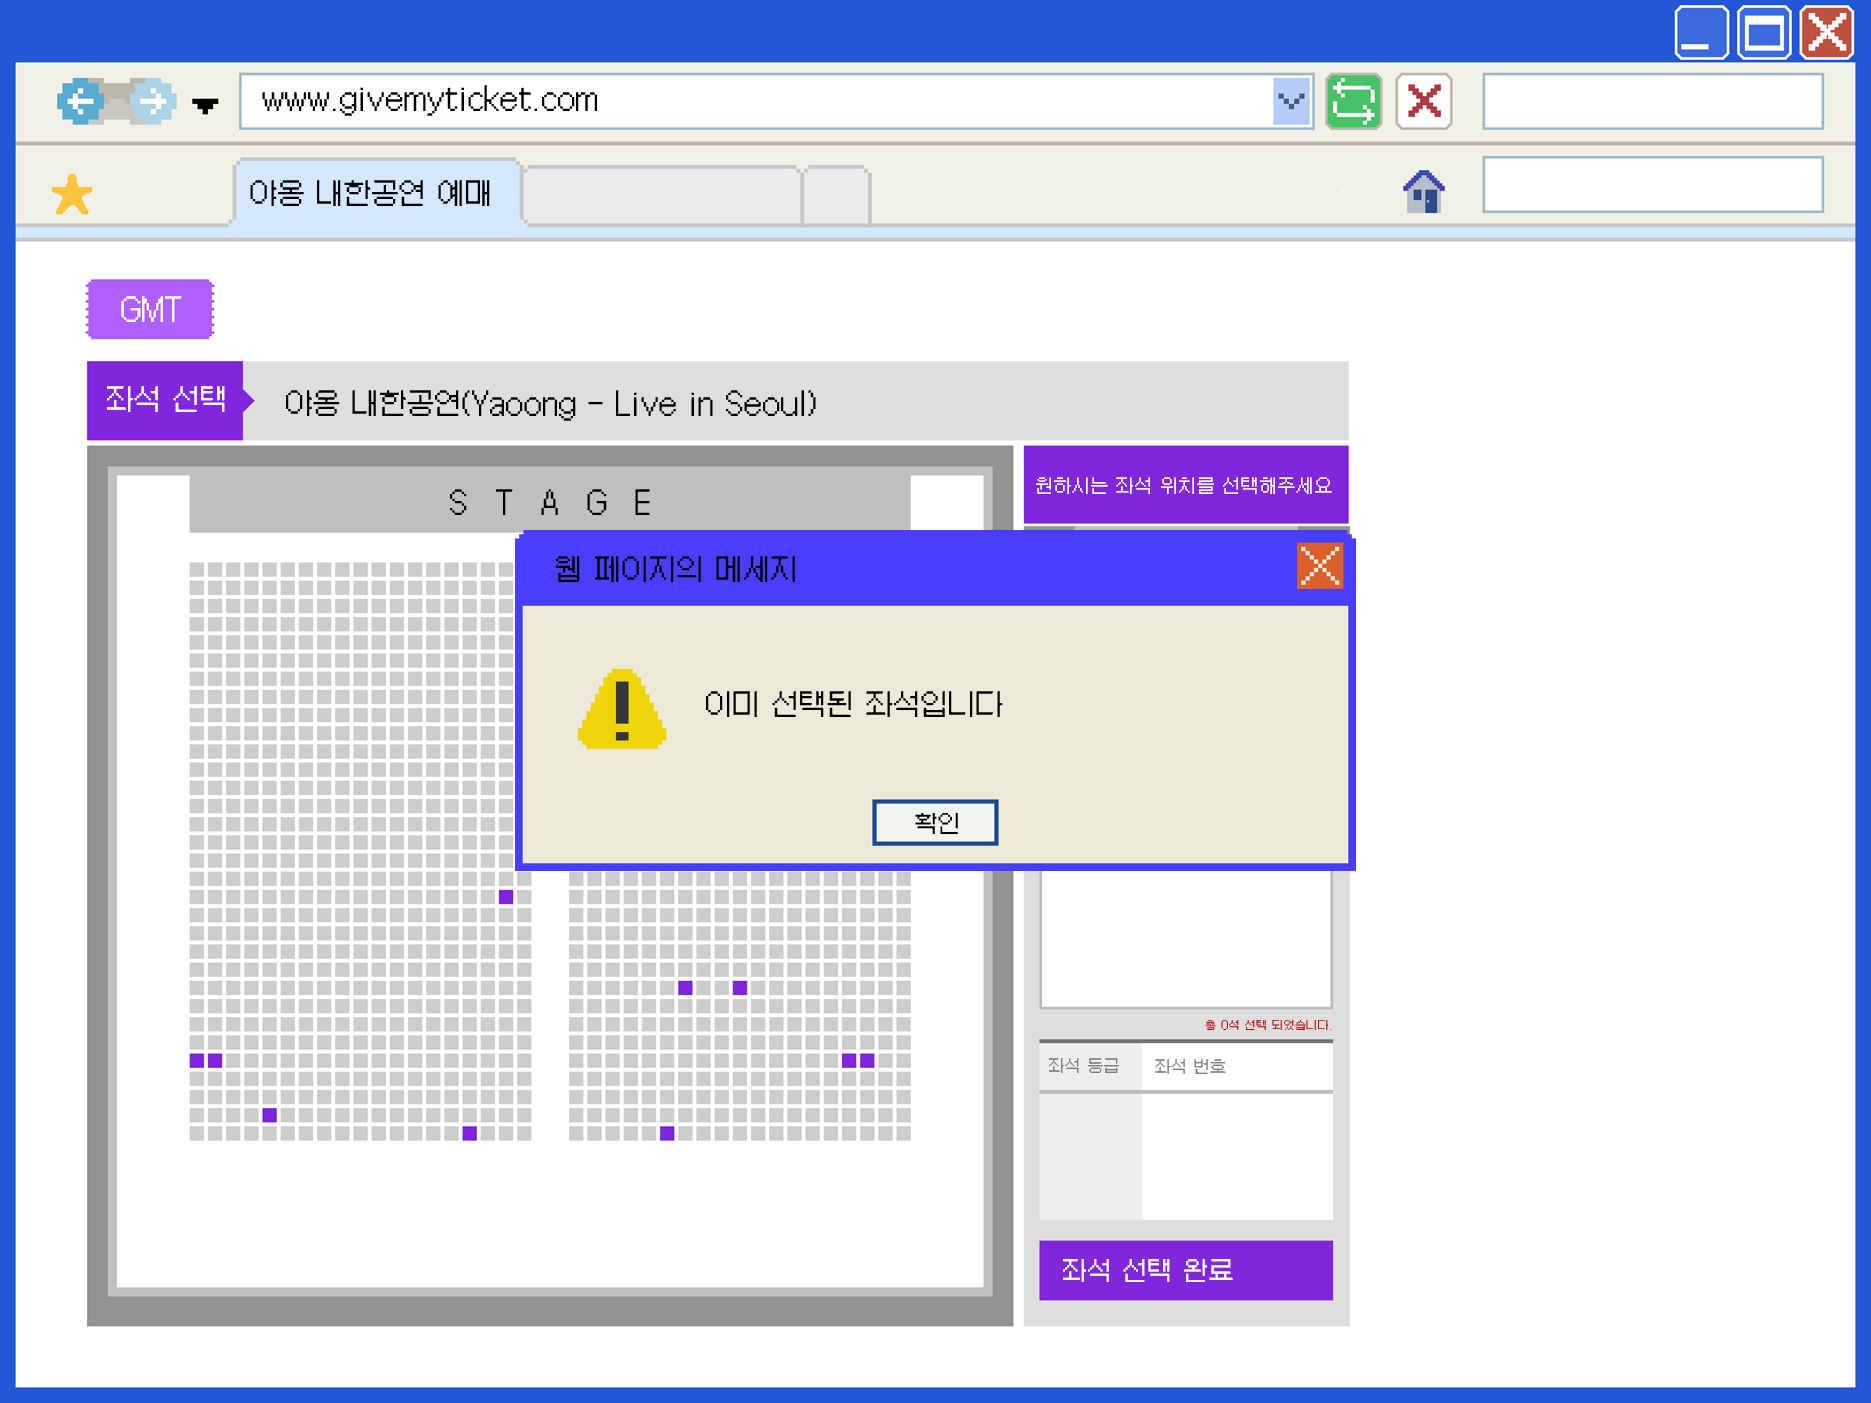 www.givemyticket.com
야옹 내한공연 예매
GMT
좌석 선택
야옹 내한공연(Yaoong - Live in Seoul)
S T A G E
원하시는 좌석 위치를 선택해주세요
웹 페이지의 메세지
이미 선택된 좌석입니다
확인
총 0석 선택 되었습니다.
좌석 등급
좌석 번호
좌석 선택 완료